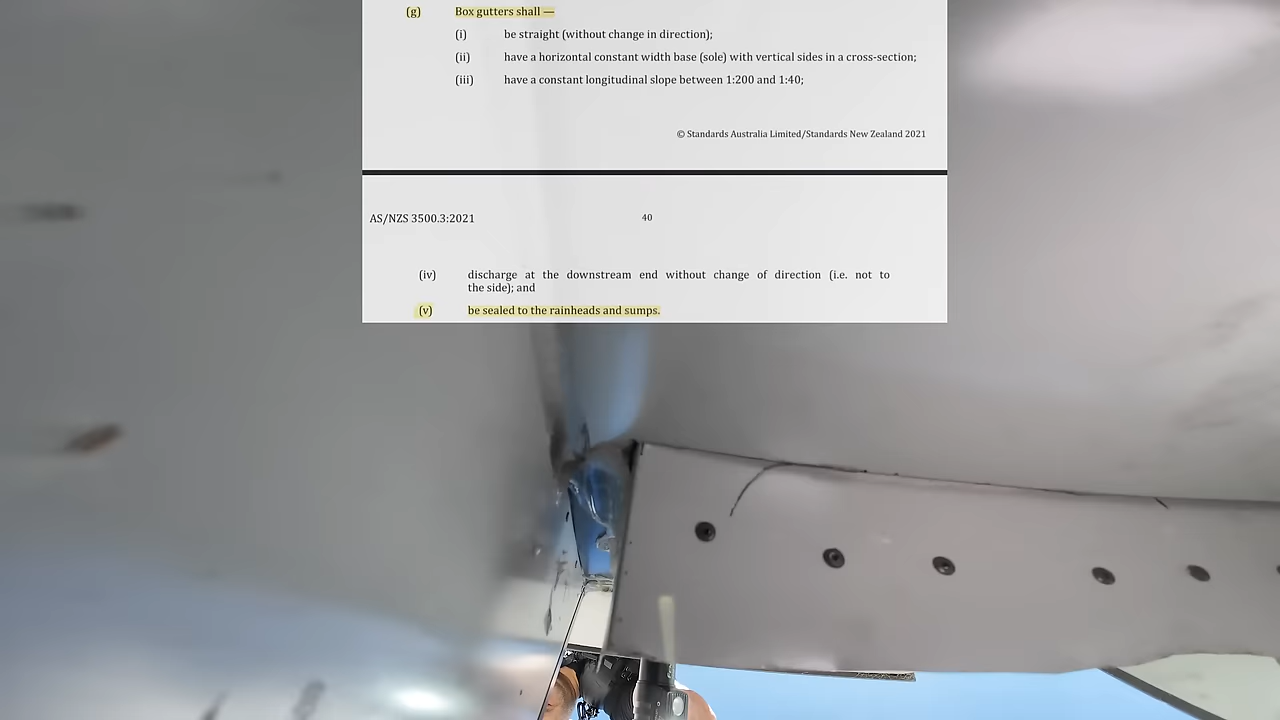 (g) Box gutters shall —
(i) be straight (without change in direction);
(ii) have a horizontal constant width base (sole) with vertical sides in a cross-section;
(iii) have a constant longitudinal slope between 1:200 and 1:40;
© Standards Australia Limited/Standards New Zealand 2021
AS/NZS 3500.3:2021 40
(iv) discharge at the downstream end without change of direction (i.e. not to
the side); and
(v) be sealed to the rainheads and sumps.